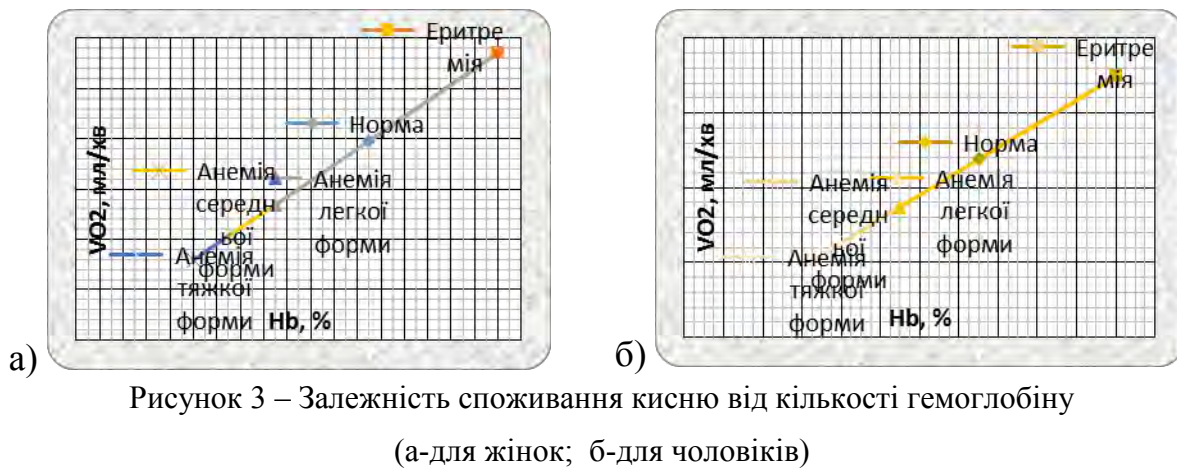 Еритре
мія
Норма
Анемія
середн
ьої
форми
Анемія
легкої
форми
Анемія
тяжкої
форми
VO2, мл/хв
Hb, %
а)
Еритре
мія
Норма
Анемія
середн
ьої
форми
Анемія
легкої
форми
Анемія
тяжкої
форми
VO2, мл/хв
Hb, %
б)
Рисунок 3 – Залежність споживання кисню від кількості гемоглобіну
(а-для жінок; б-для чоловіків)